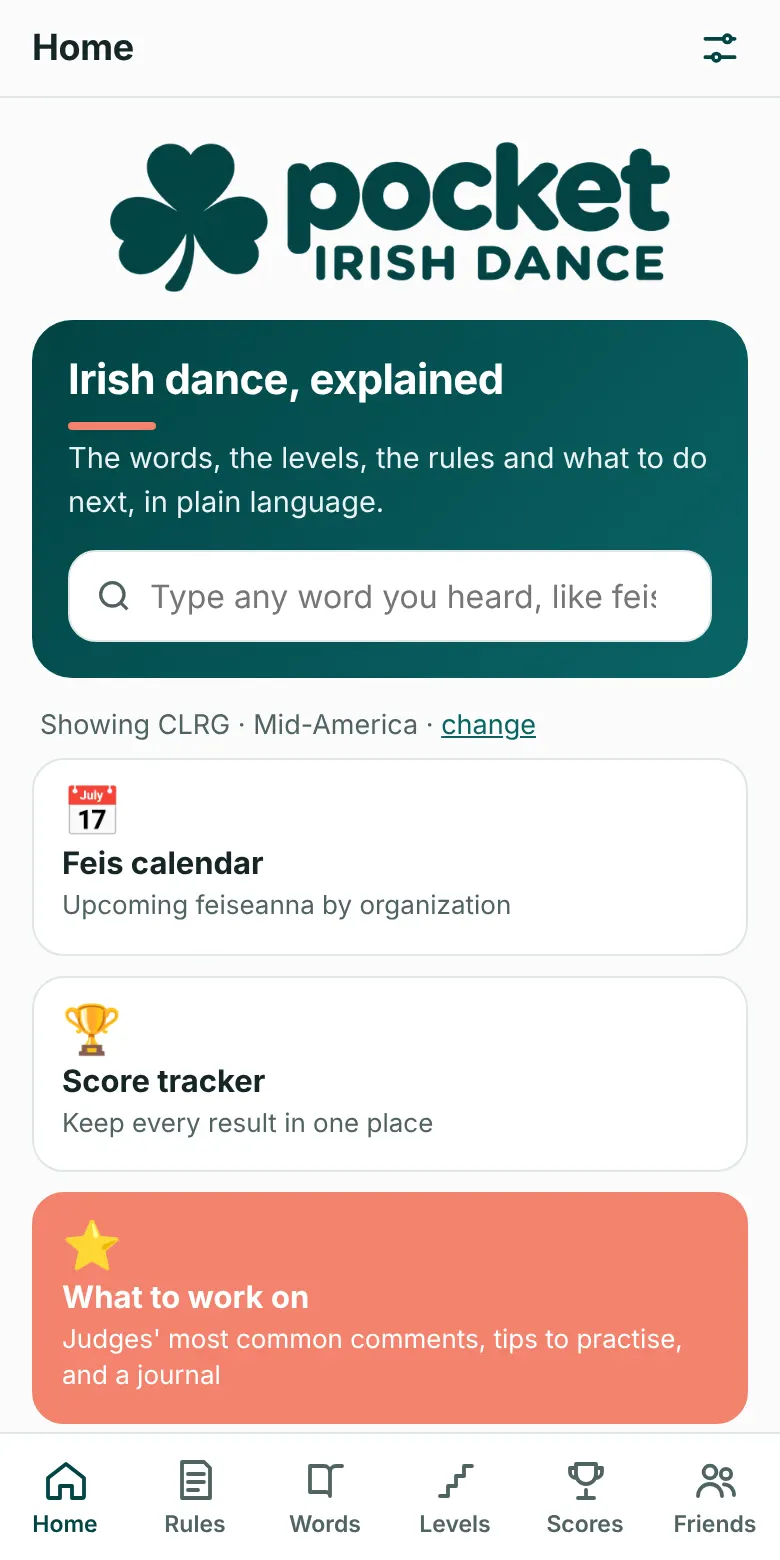 Home
pocket
IRISH DANCE
Irish dance, explained
The words, the levels, the rules and what to do
next, in plain language.
Type any word you heard, like feis
Showing CLRG · Mid-America · change
July
17
Feis calendar
Upcoming feiseanna by organization
Score tracker
Keep every result in one place
What to work on
Judges' most common comments, tips to practise,
and a journal
Home
Rules
Words
Levels
Scores
Friends